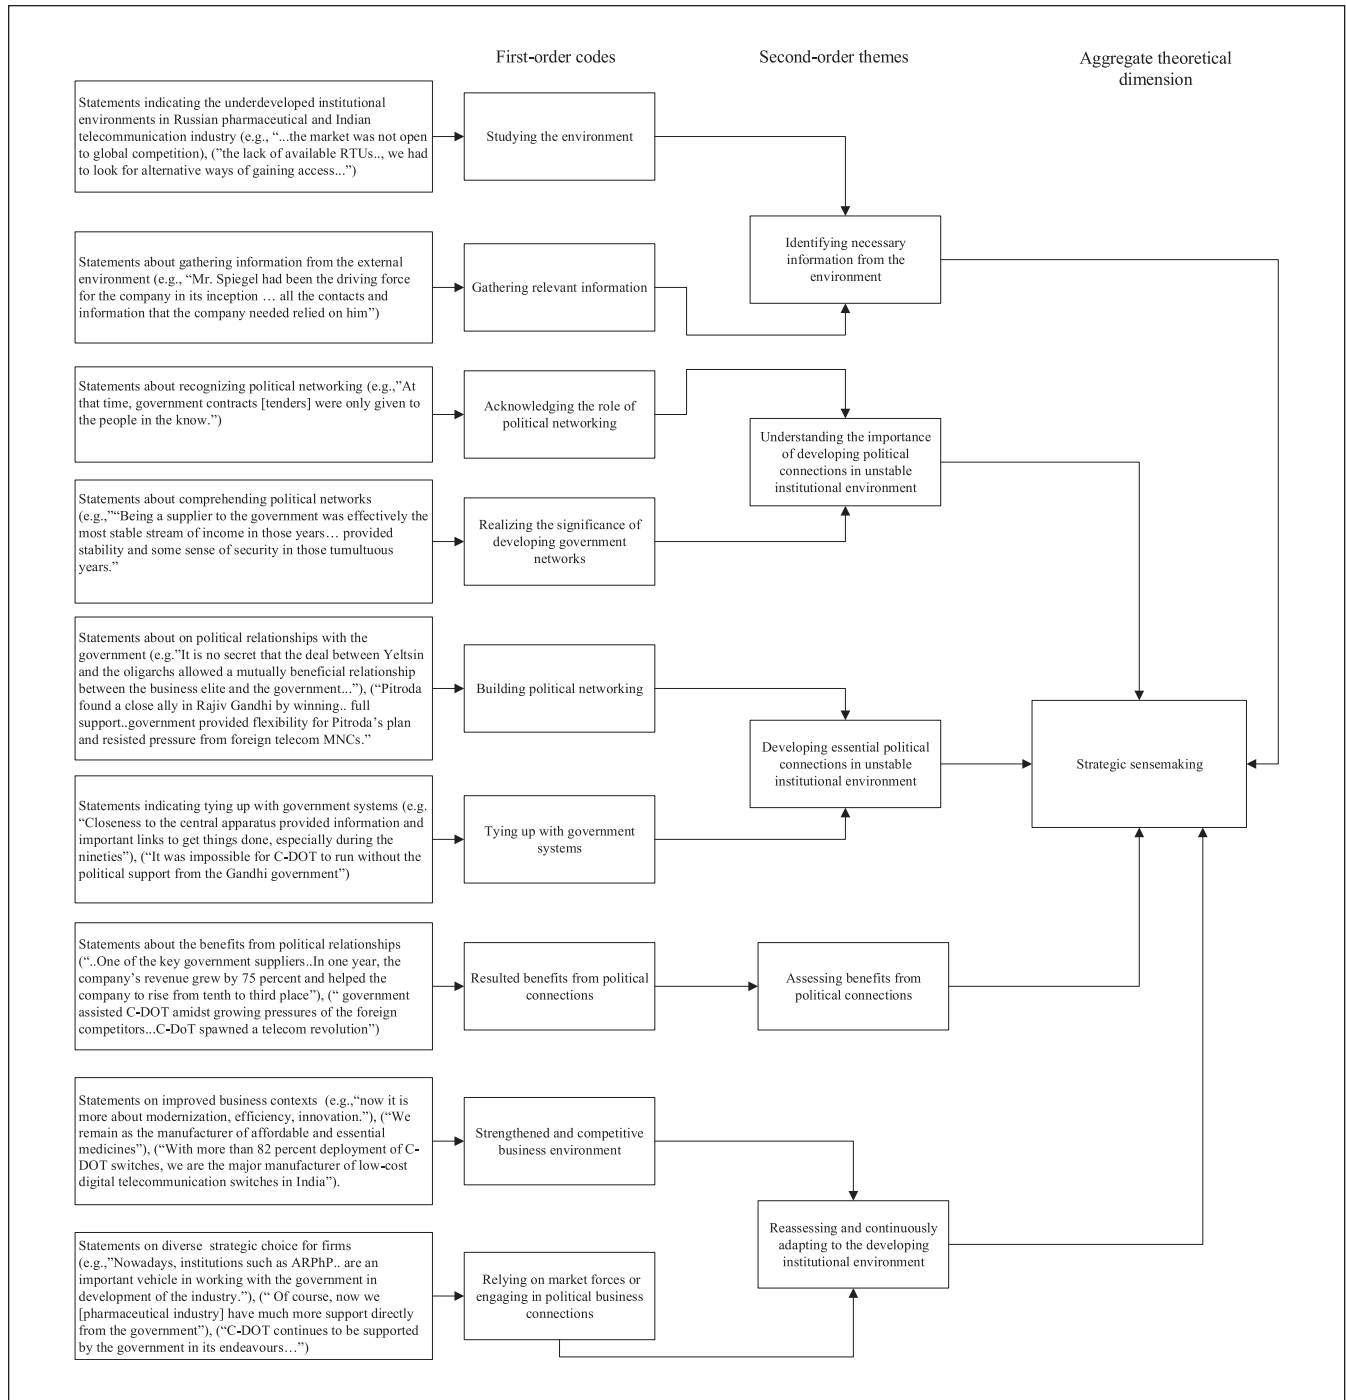 First-order codes
Second-order themes
Aggregate theoretical
dimension
Statements indicating the underdeveloped institutional
environments in Russian pharmaceutical and Indian
telecommunication industry (e.g., “...the market was not open
to global competition), (”the lack of available RTUs.., we had
to look for alternative ways of gaining access...”)
Studying the environment
Identifying necessary
information from the
environment
Statements about gathering information from the external
environment (e.g., “Mr. Spiegel had been the driving force
for the company in its inception … all the contacts and
information that the company needed relied on him”)
Gathering relevant information
Statements about recognizing political networking (e.g.,”At
that time, government contracts [tenders] were only given to
the people in the know.”)
Acknowledging the role of
political networking
Understanding the importance
of developing political
connections in unstable
institutional environment
Statements about comprehending political networks
(e.g.,”“Being a supplier to the government was effectively the
most stable stream of income in those years… provided
stability and some sense of security in those tumultuous
years.”
Realizing the significance of
developing government
networks
Statements about on political relationships with the
government (e.g.”It is no secret that the deal between Yeltsin
and the oligarchs allowed a mutually beneficial relationship
between the business elite and the government...”), (“Pitroda
found a close ally in Rajiv Gandhi by winning.. full
support..government provided flexibility for Pitroda’s plan
and resisted pressure from foreign telecom MNCs.”
Building political networking
Developing essential political
connections in unstable
institutional environment
Strategic sensemaking
Statements indicating tying up with government systems (e.g.
“Closeness to the central apparatus provided information and
important links to get things done, especially during the
nineties”), (“It was impossible for C-DOT to run without the
political support from the Gandhi government”)
Tying up with government
systems
Statements about the benefits from political relationships
(“..One of the key government suppliers..In one year, the
company’s revenue grew by 75 percent and helped the
company to rise from tenth to third place”), (“ government
assisted C-DOT amidst growing pressures of the foreign
competitors...C-DoT spawned a telecom revolution”)
Resulted benefits from political
connections
Assessing benefits from
political connections
Statements on improved business contexts  (e.g.,“now it is
more about modernization, efficiency, innovation.”), (“We
remain as the manufacturer of affordable and essential
medicines”), (“With more than 82 percent deployment of C-
DOT switches, we are the major manufacturer of low-cost
digital telecommunication switches in India”).
Strengthened and competitive
business environment
Reassessing and continuously
adapting to the developing
institutional environment
Statements on diverse  strategic choice for firms
(e.g.,”Nowadays, institutions such as ARPhP.. are an
important vehicle in working with the government in
development of the industry.”), (“ Of course, now we
[pharmaceutical industry] have much more support directly
from the government”), (“C-DOT continues to be supported
by the government in its endeavours…”)
Relying on market forces or
engaging in political business
connections